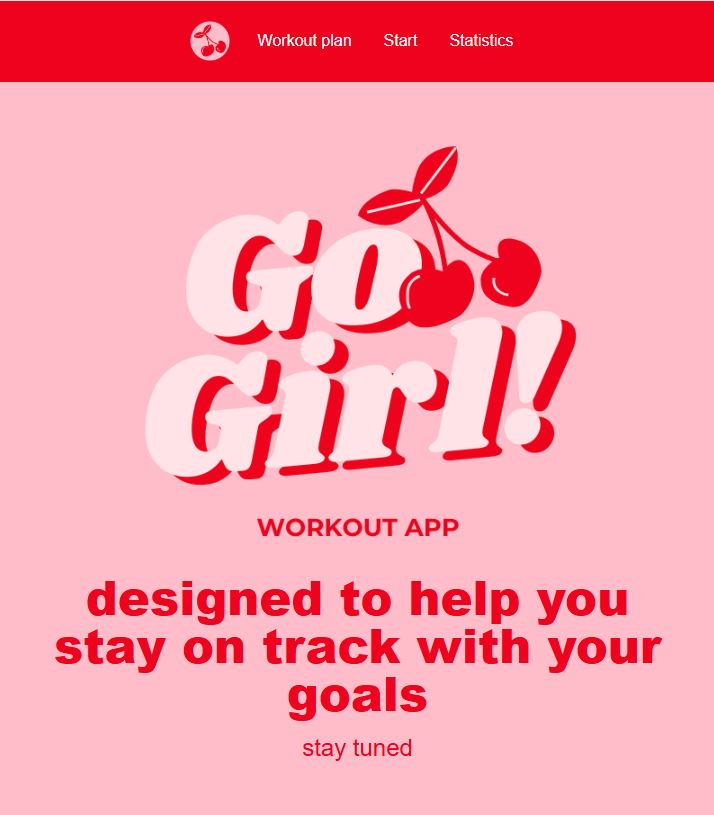 Workout plan Start Statistics
Go
Girl!
WORKOUT APP
designed to help you
stay on track with your
goals
stay tuned